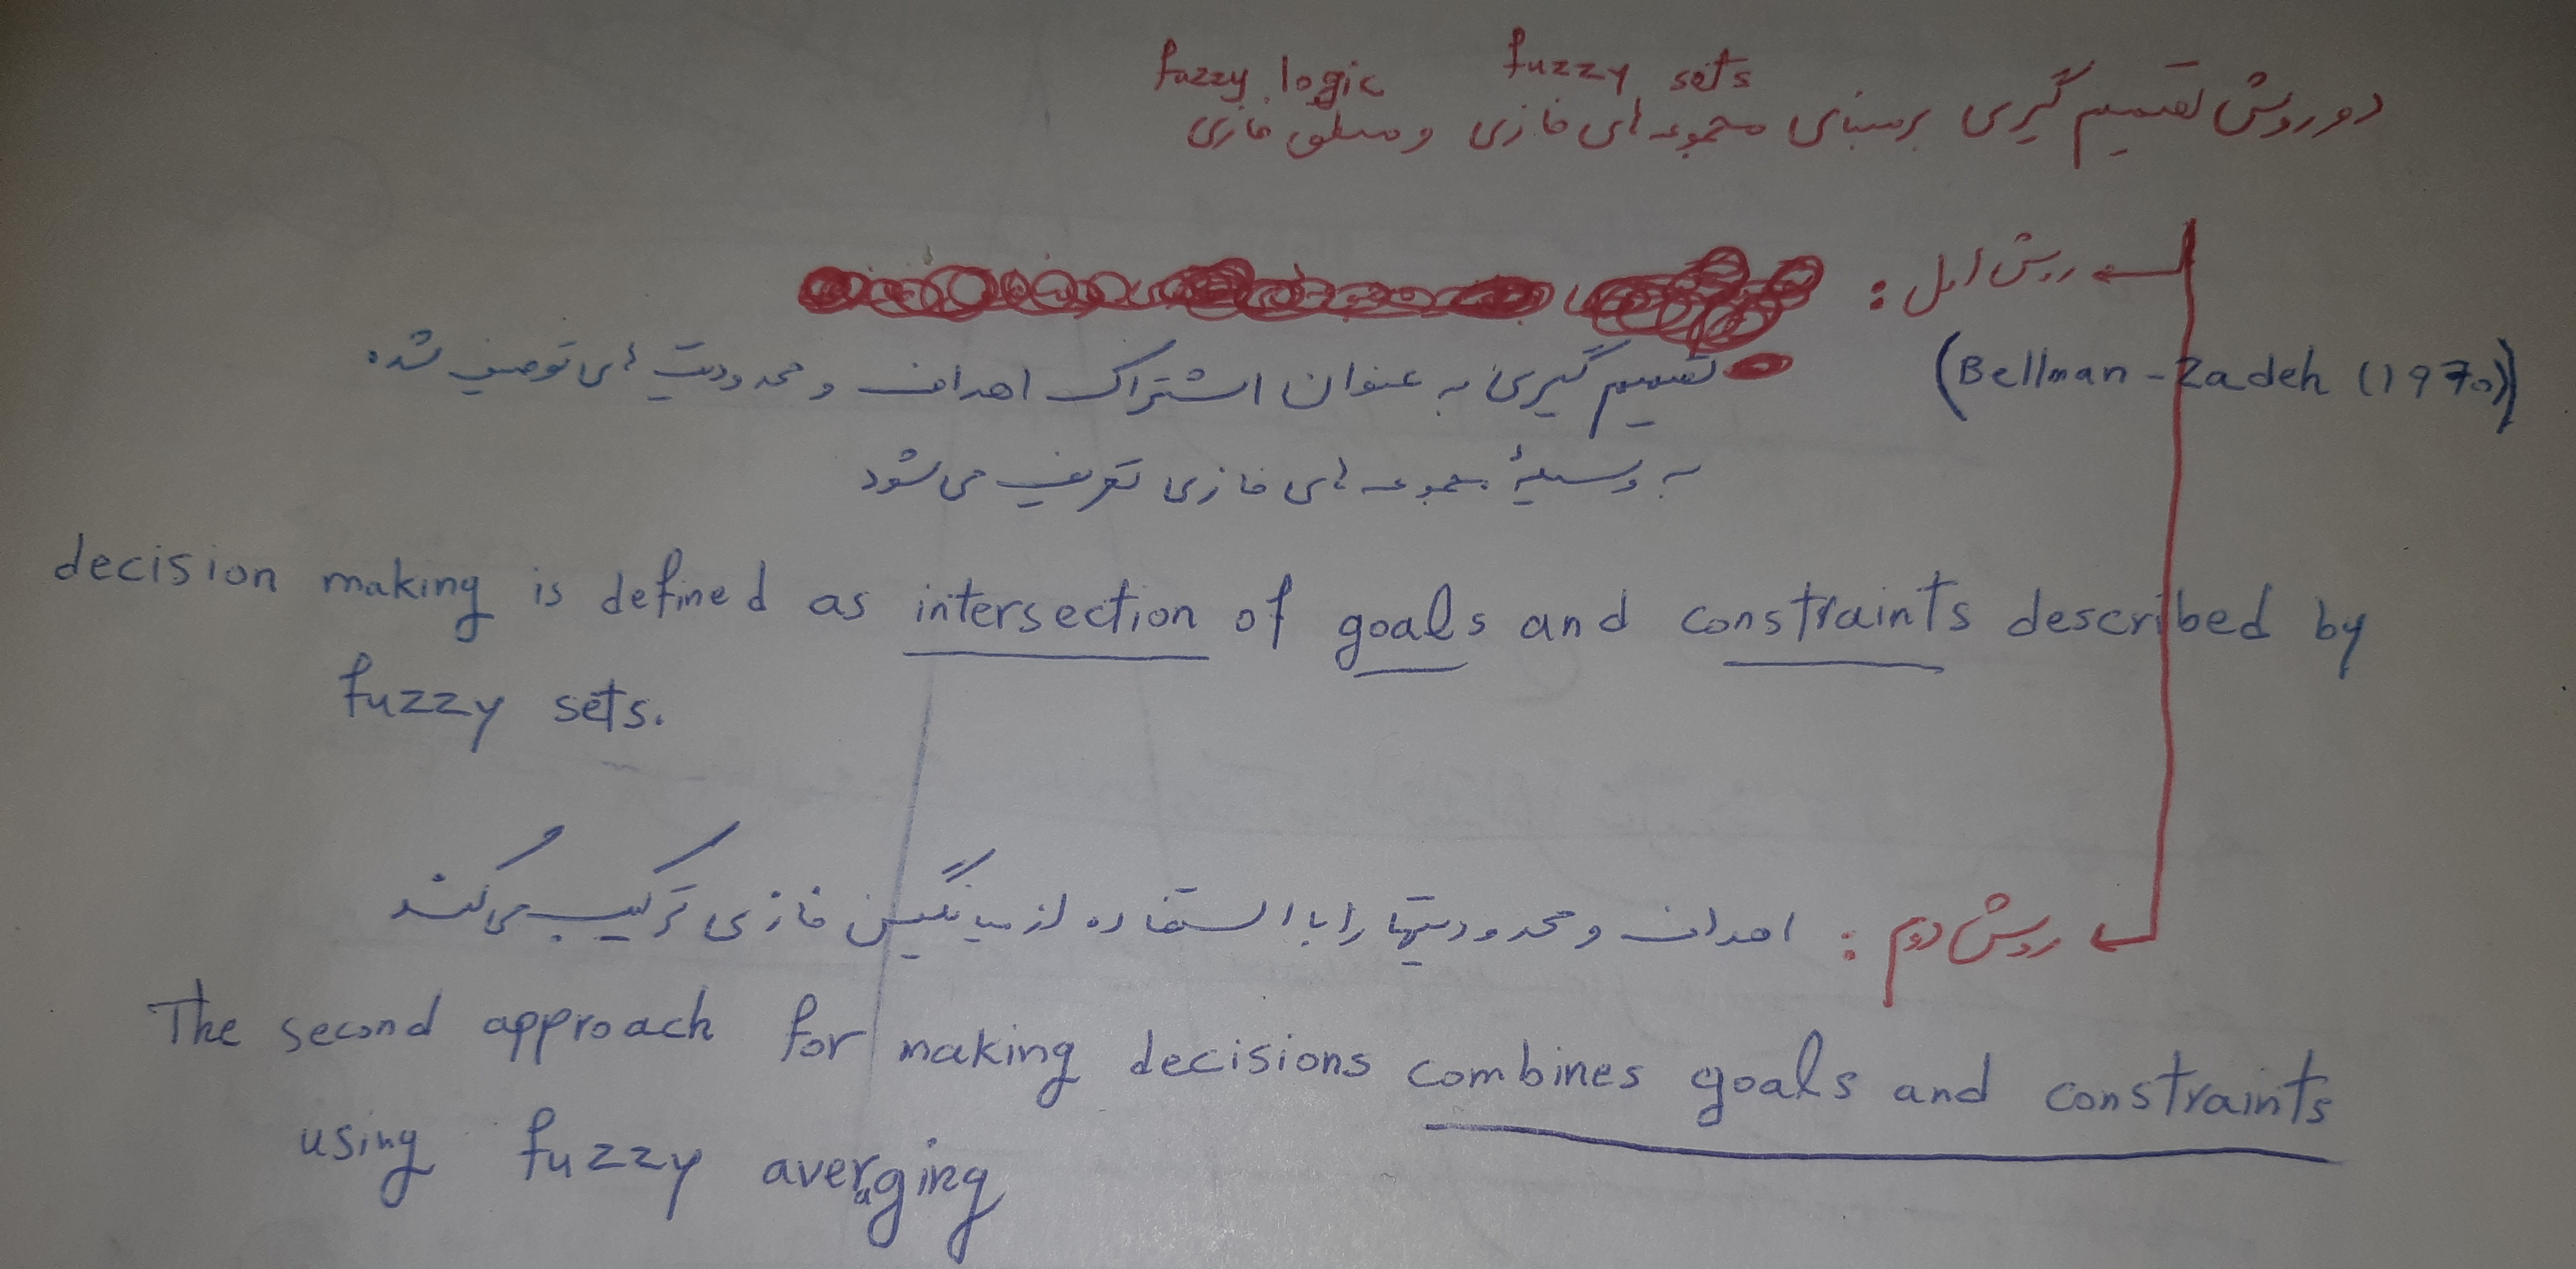 fuzzy logic fuzzy sets
دو روش تصمیم گیری بر مبنای مجموعه های فازی و منطق فازی
روش اول :
(Bellman - Zadeh (1970))
تصمیم گیری به عنوان اشتراک اهداف و محدودیت های توصیف شده
به وسیلهٔ مجموعه های فازی تعریف می شود
decision making is defined as intersection of goals and constraints described by
fuzzy sets.
روش دوم : اهداف و محدودیتها را با استفاده از میانگین فازی ترکیب می کند
The second approach for making decisions combines goals and constraints
using fuzzy averaging